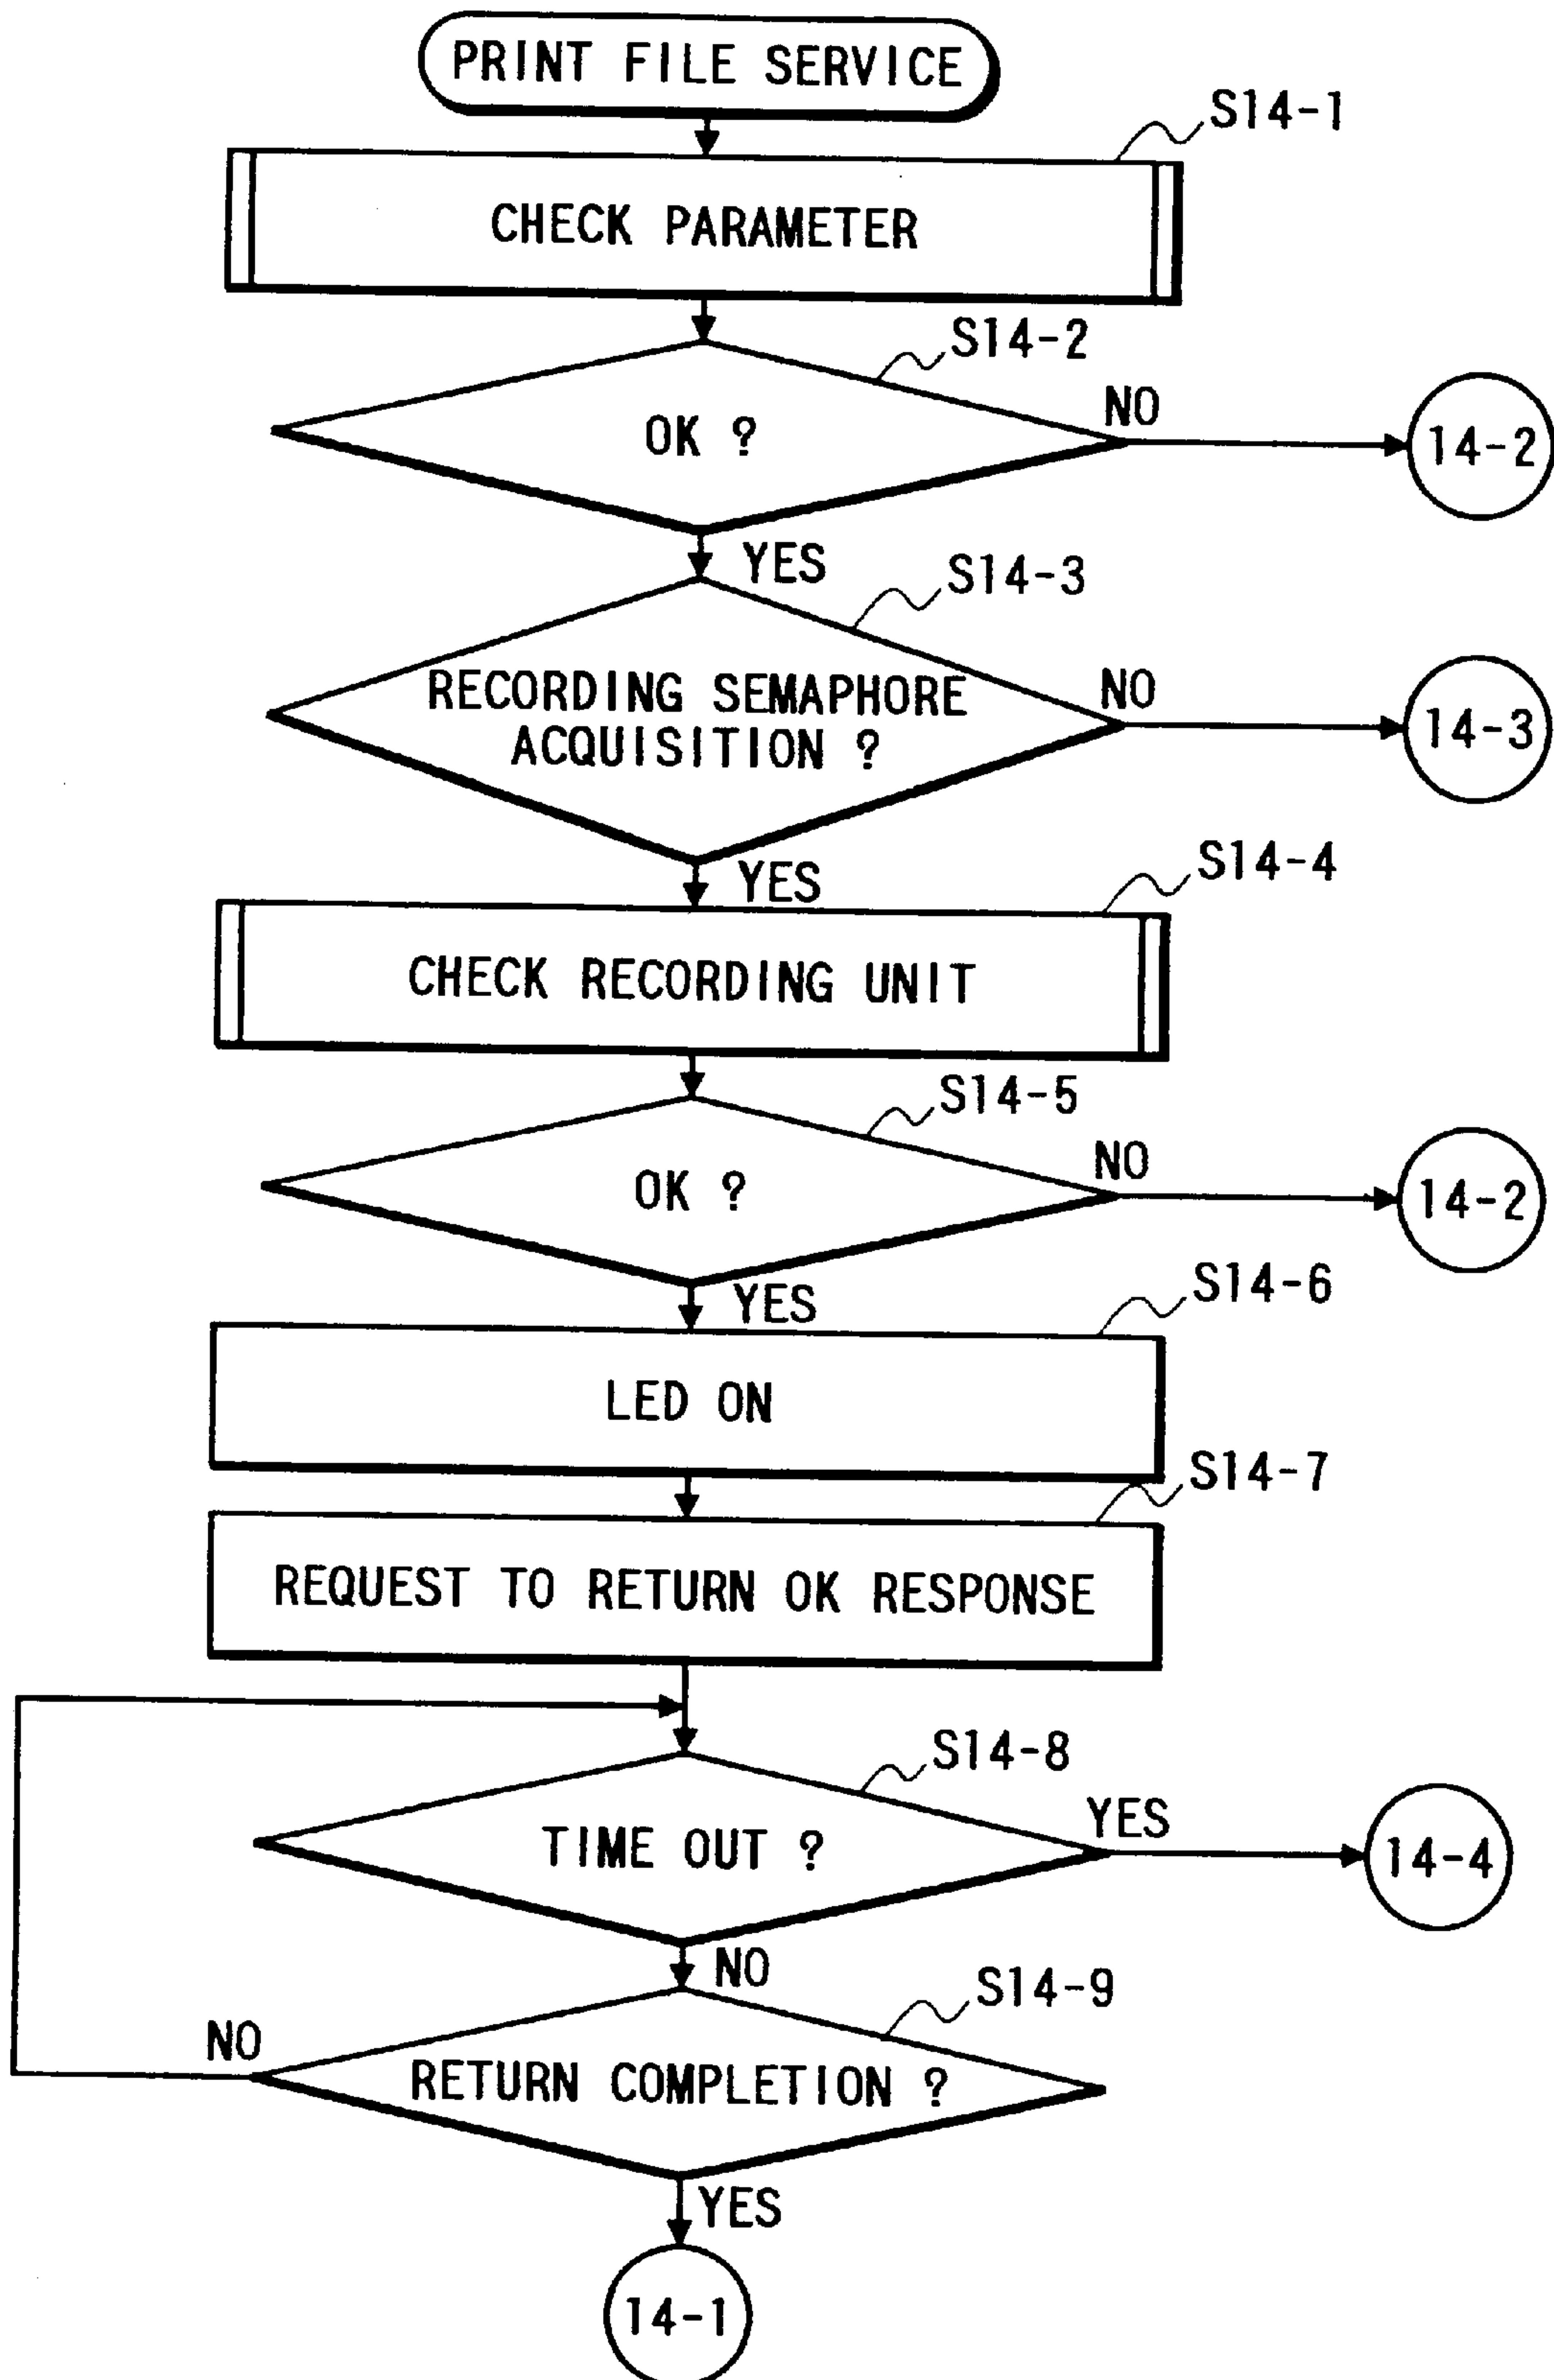 PRINT FILE SERVICE
S14-1
CHECK PARAMETER
S14-2
OK ?
NO
14-2
YES
S14-3
RECORDING SEMAPHORE
ACQUISITION ?
NO
14-3
YES
S14-4
CHECK RECORDING UNIT
S14-5
OK ?
NO
14-2
YES
S14-6
LED ON
S14-7
REQUEST TO RETURN OK RESPONSE
S14-8
TIME OUT ?
YES
14-4
NO
S14-9
NO
RETURN COMPLETION ?
YES
14-1